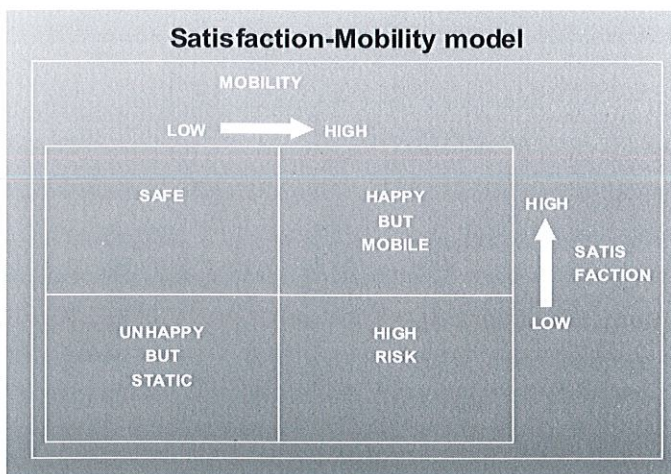 Satisfaction-Mobility model
MOBILITY
LOW
HIGH
SAFE
HAPPY
BUT
MOBILE
HIGH
SATIS
FACTION
LOW
UNHAPPY
BUT
STATIC
HIGH
RISK